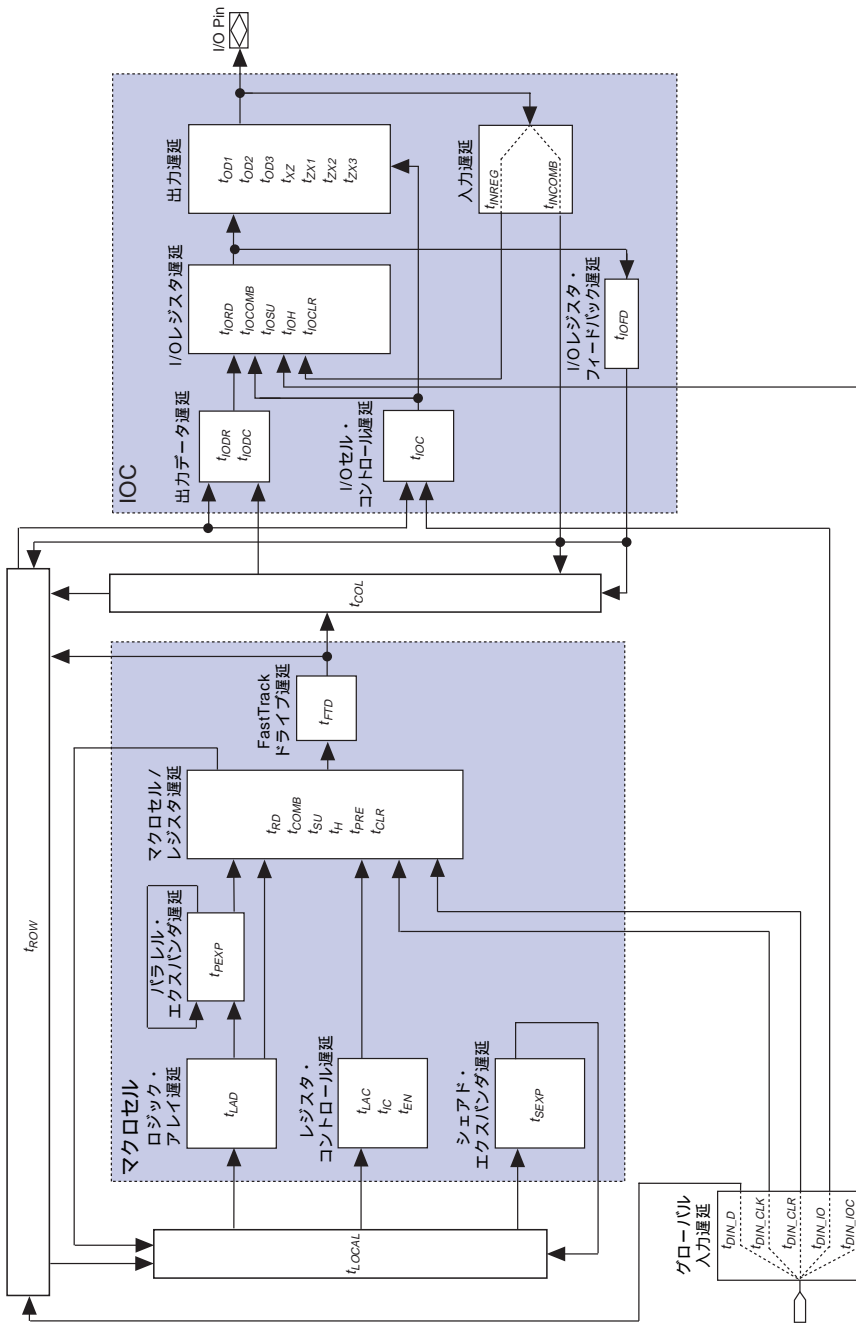 tROW
tLOCAL
マクロセル
ロジック・
アレイ遅延
tLAD
パラレル・
エクスパンダ遅延
tPEXP
レジスタ・
コントロール遅延
tLAC
tIC
tEN
シェアド・
エクスパンダ遅延
tSEXP
マクロセル/
レジスタ遅延
tRD
tCOMB
tSU
tH
tPRE
tCLR
FastTrack
ドライブ遅延
tFTD
tCOL
IOC
出力データ遅延
tIODR
tIODC
I/Oセル・
コントロール遅延
tIOC
I/Oレジスタ遅延
tIORD
tIOCOMB
tIOSU
tIOH
tIOCLR
I/Oレジスタ・
フィードバック遅延
tIOFD
出力遅延
tOD1
tOD2
tOD3
tXZ
tZX1
tZX2
tZX3
入力遅延
tINREG
tINCOMB
I/O Pin
グローバル
入力遅延
tDIN_D
tDIN_CLK
tDIN_CLR
tDIN_IO
tDIN_IOC